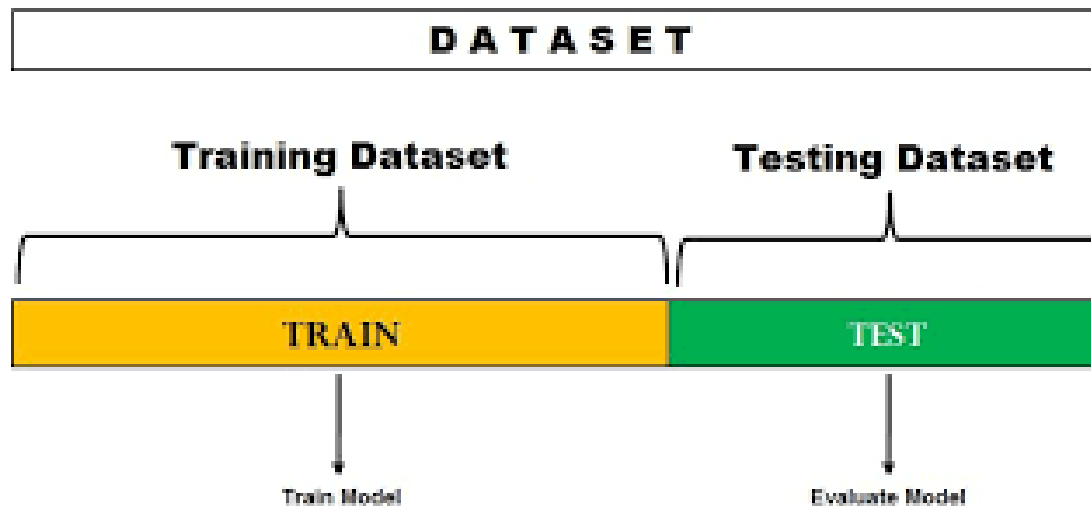 DATASET
Training Dataset
Testing Dataset
TRAIN
TEST
Train Model
Evaluate Model